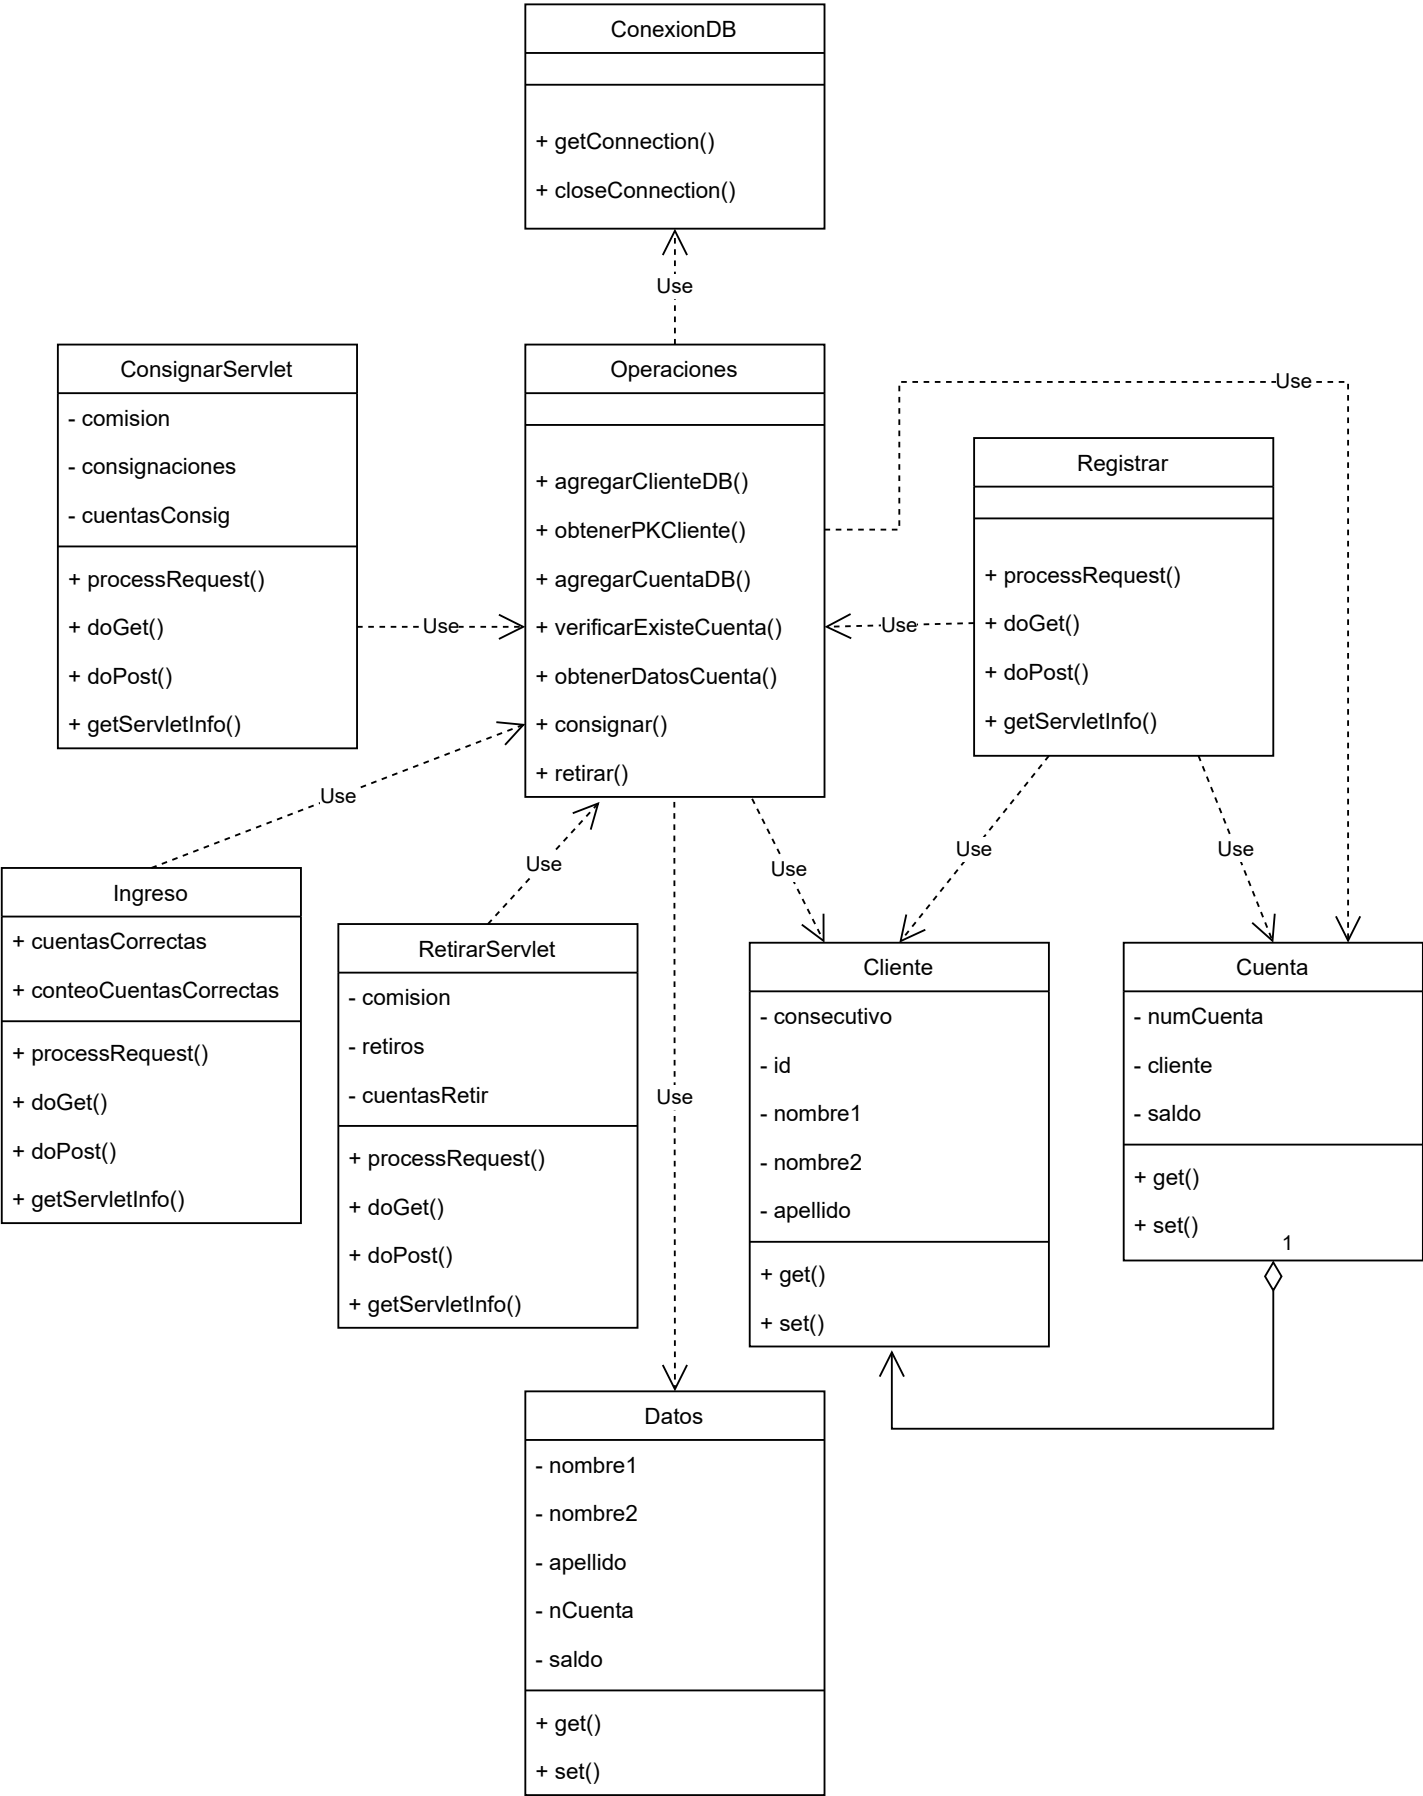 ConexionDB
+ getConnection()
+ closeConnection()
Use
ConsignarServlet
- comision
- consignaciones
- cuentasConsig
+ processRequest()
+ doGet()
+ doPost()
+ getServletInfo()
Use
Operaciones
+ agregarClienteDB()
+ obtenerPKCliente()
+ agregarCuentaDB()
+ verificarExisteCuenta()
+ obtenerDatosCuenta()
+ consignar()
+ retirar()
Use
Registrar
+ processRequest()
+ doGet()
+ doPost()
+ getServletInfo()
Use
Use
Use
Use
Use
Use
Ingreso
+ cuentasCorrectas
+ conteoCuentasCorrectas
+ processRequest()
+ doGet()
+ doPost()
+ getServletInfo()
RetirarServlet
- comision
- retiros
- cuentasRetir
+ processRequest()
+ doGet()
+ doPost()
+ getServletInfo()
Use
Cliente
- consecutivo
- id
- nombre1
- nombre2
- apellido
+ get()
+ set()
Cuenta
- numCuenta
- cliente
- saldo
+ get()
+ set()
1
Datos
- nombre1
- nombre2
- apellido
- nCuenta
- saldo
+ get()
+ set()